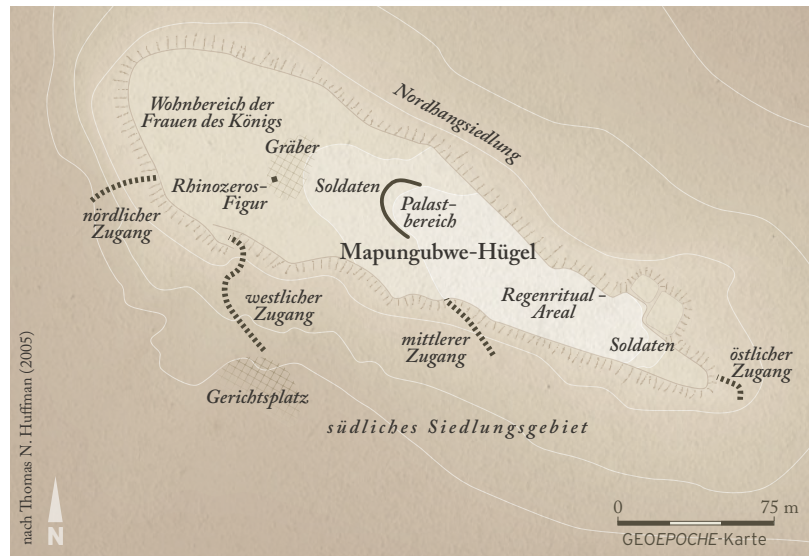 Nordhangsiedlung
Wohnbereich der
Frauen des Königs
Gräber
Rhinozeros-
Figur
Soldaten
Palast-
bereich
nördlicher
Zugang
Mapungubwe-Hügel
westlicher
Zugang
Regenritual -
Areal
mittlerer
Zugang
Soldaten
östlicher
Zugang
Gerichtsplatz
südliches Siedlungsgebiet
nach Thomas N. Huffman (2005)
N
0 75 m
GEOEPOCHE-Karte